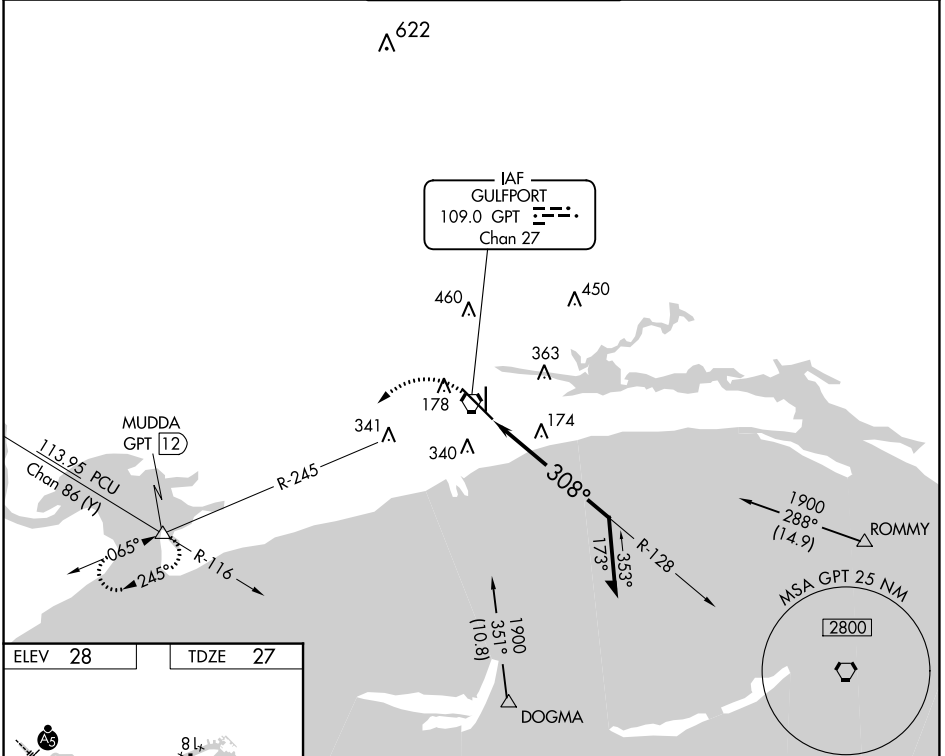 622
IAF
GULFPORT
109.0 GPT
Chan 27
460
450
363
178
174
341
340
MUDDA
GPT 12
113.95 PCU
Chan 86 (Y)
R-245
308°
1900
288°
(14.9)
ROMMY
065°
245°
R-116
173°
353°
R-128
MSA GPT 25 NM
2800
1900
351°
(10.8)
DOGMA
ELEV 28
TDZE 27
A5